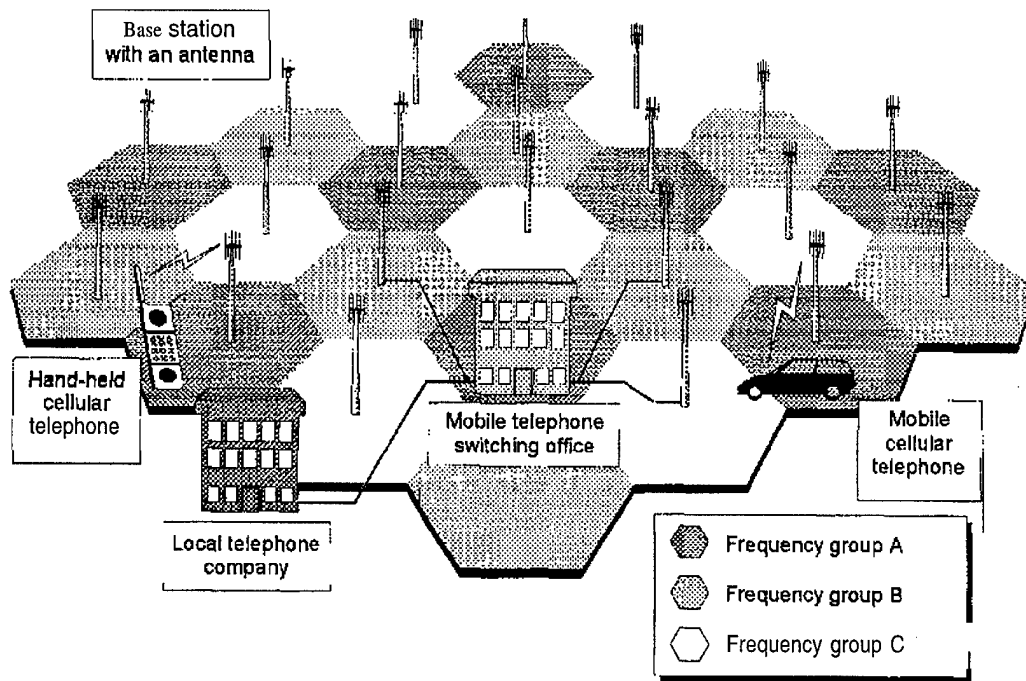 Base station
with an antenna
Hand-held
cellular
telephone
Mobile telephone
switching office
Mobile
cellular
telephone
Local telephone
company
Frequency group A
Frequency group B
Frequency group C